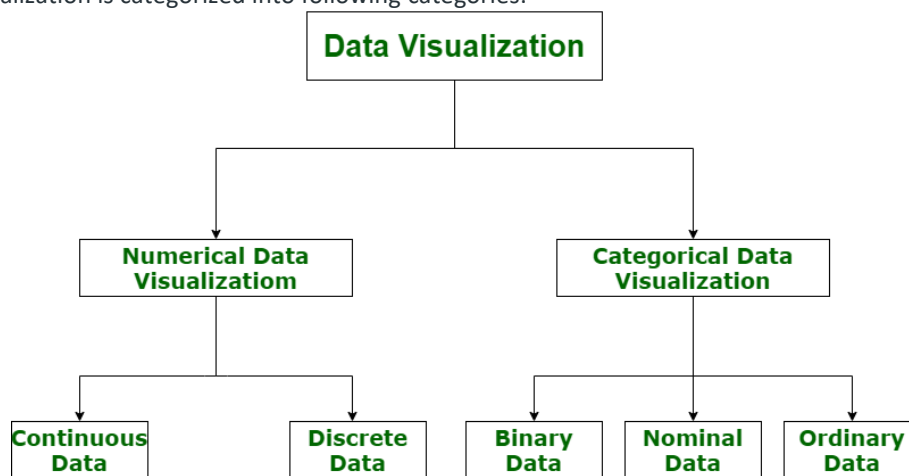 alization is categorized into following categories:
Data Visualization
Numerical Data
Visualizatiom
Categorical Data
Visualization
Continuous
Data
Discrete
Data
Binary
Data
Nominal
Data
Ordinary
Data